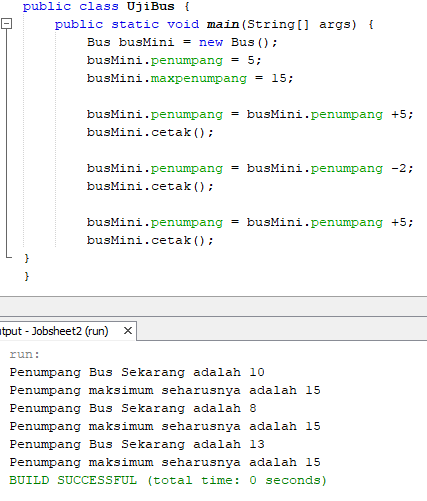 public class UjiBus {
public static void main(String[] args) {
Bus busMini = new Bus();
busMini.penumpang = 5;
busMini.maxpenumpang = 15;
busMini.penumpang = busMini.penumpang +5;
busMini.cetak();
busMini.penumpang = busMini.penumpang -2;
busMini.cetak();
busMini.penumpang = busMini.penumpang +5;
busMini.cetak();
}
}
tput - Jobsheet2 (run)
run:
Penumpang Bus Sekarang adalah 10
Penumpang maksimum seharusnya adalah 15
Penumpang Bus Sekarang adalah 8
Penumpang maksimum seharusnya adalah 15
Penumpang Bus Sekarang adalah 13
Penumpang maksimum seharusnya adalah 15
BUILD SUCCESSFUL (total time: 0 seconds)